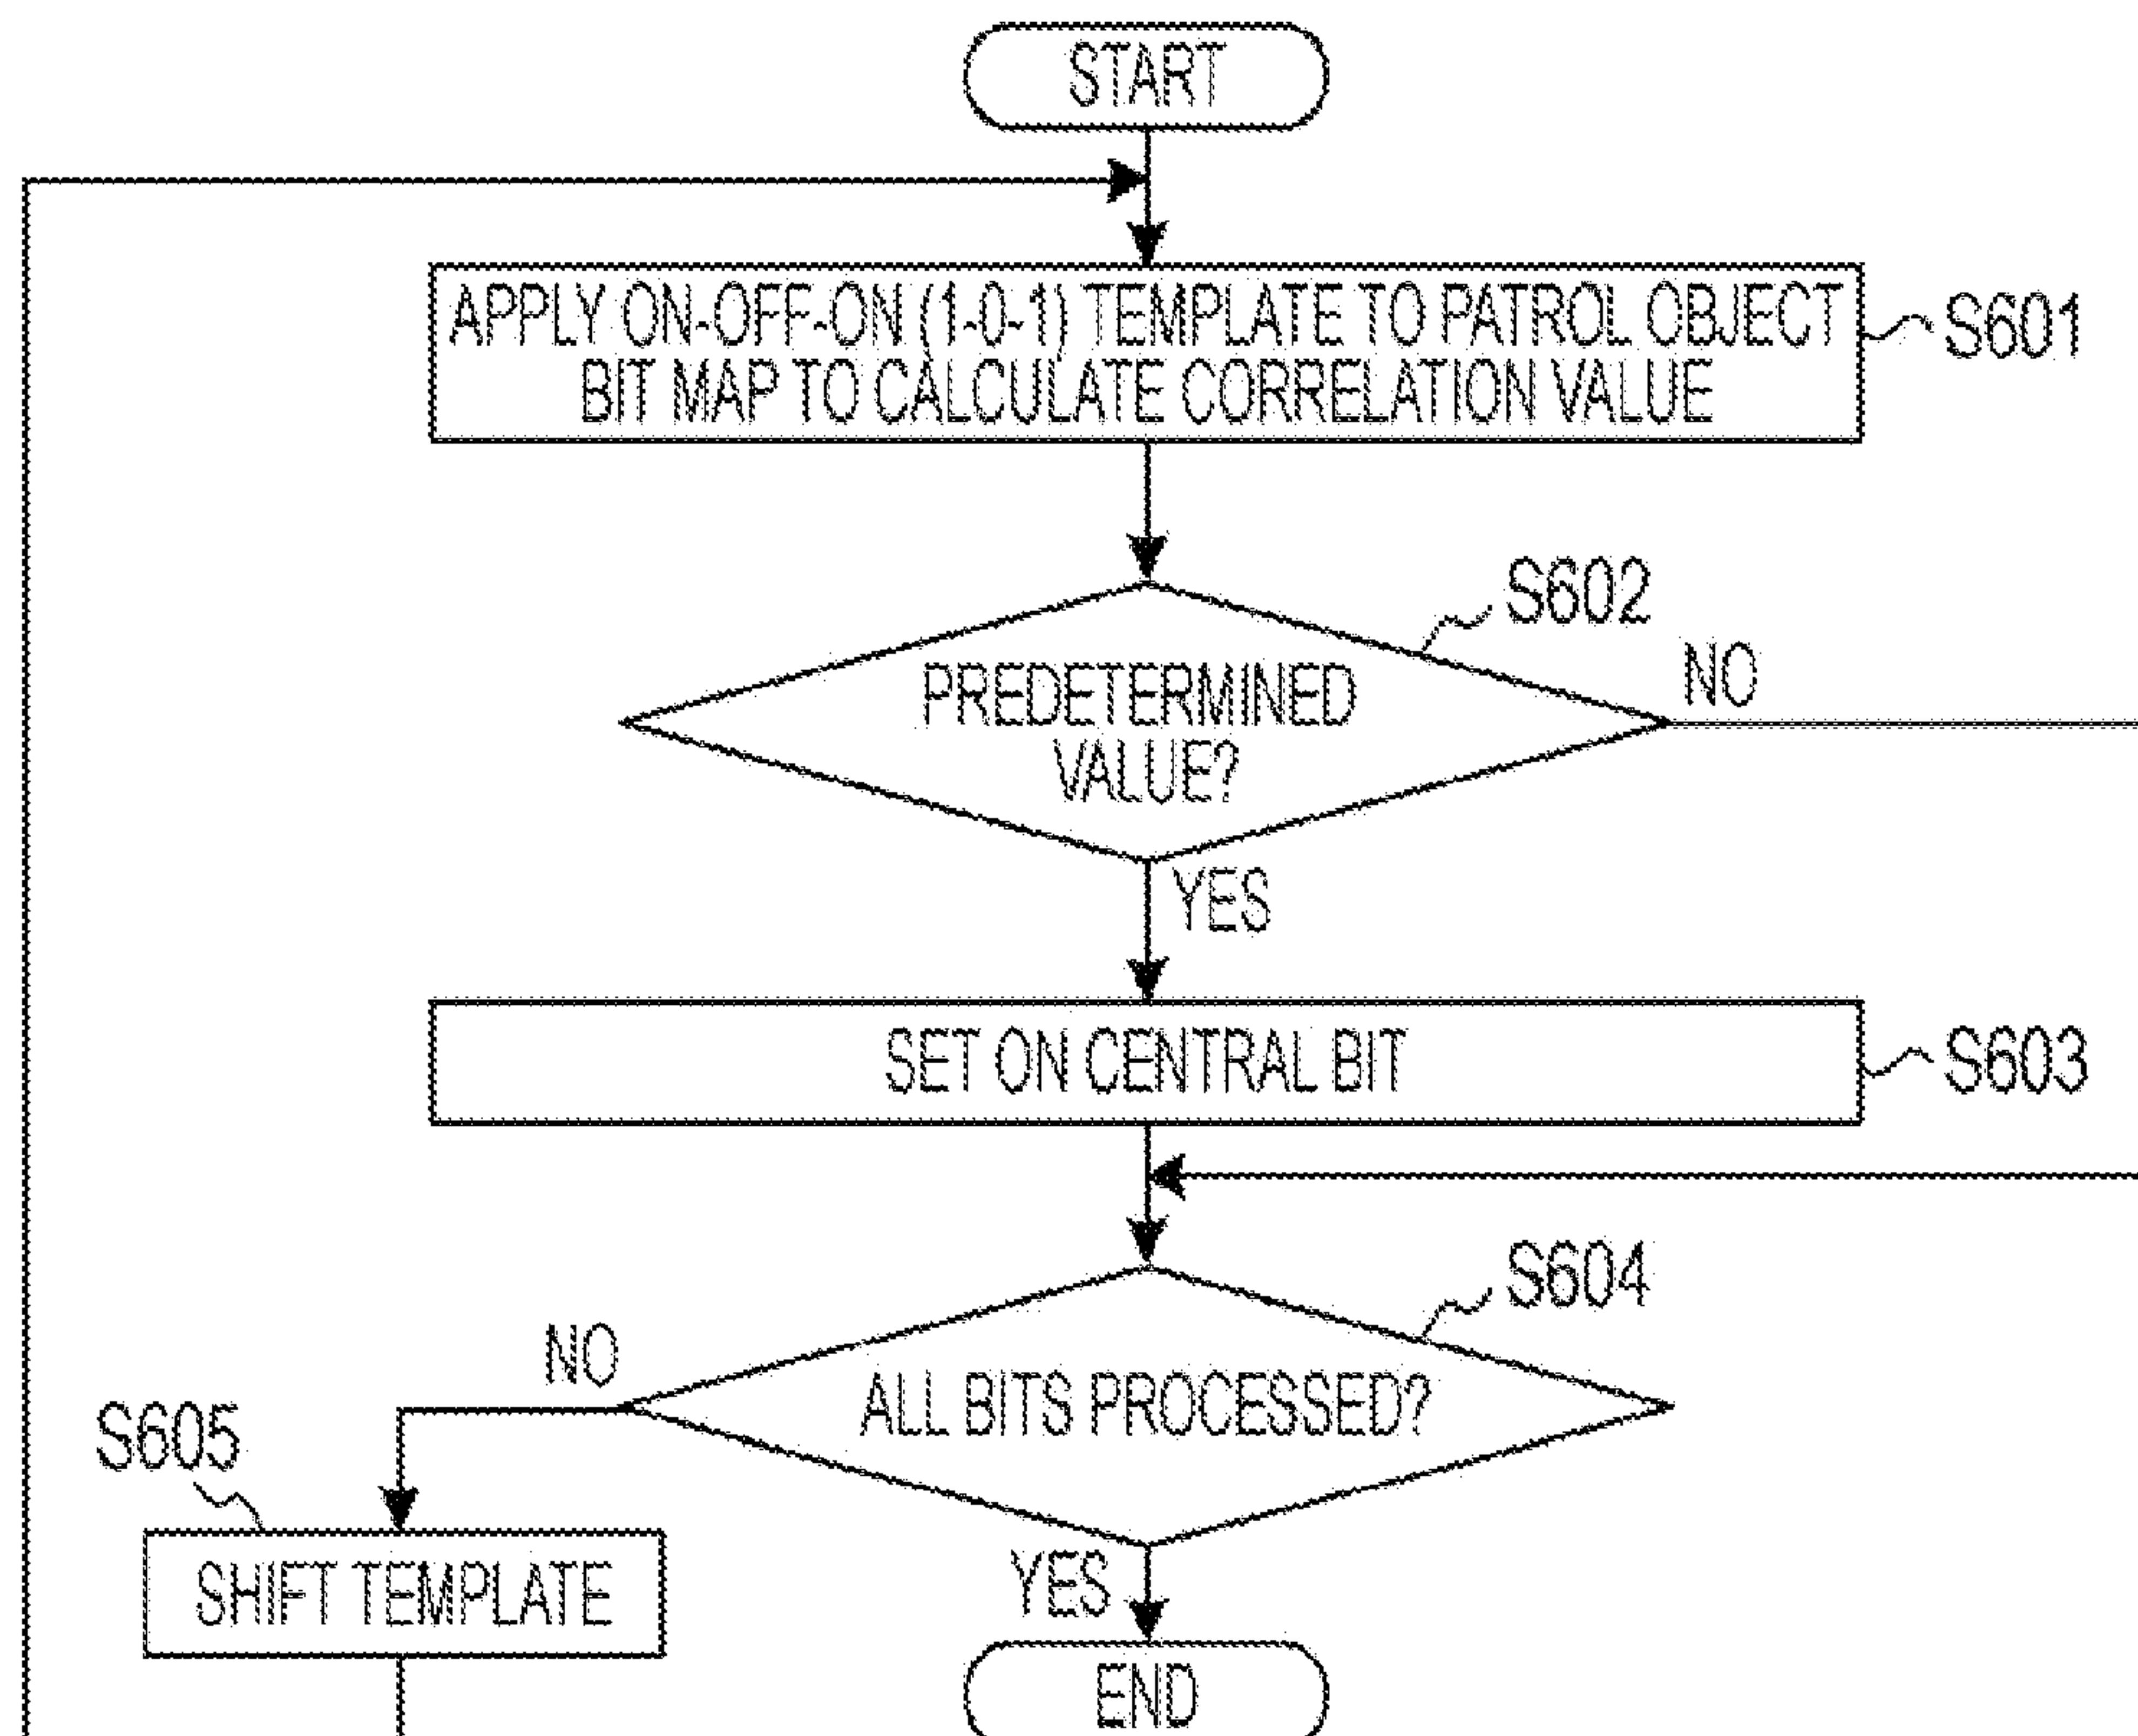 START
APPLY ON-OFF-ON (1-0-1) TEMPLATE TO PATROL OBJECT
BIT MAP TO CALCULATE CORRELATION VALUE
S601
S602
PREDETERMINED
VALUE?
NO
YES
SET ON CENTRAL BIT
S603
S604
ALL BITS PROCESSED?
NO
S605
SHIFT TEMPLATE
YES
END